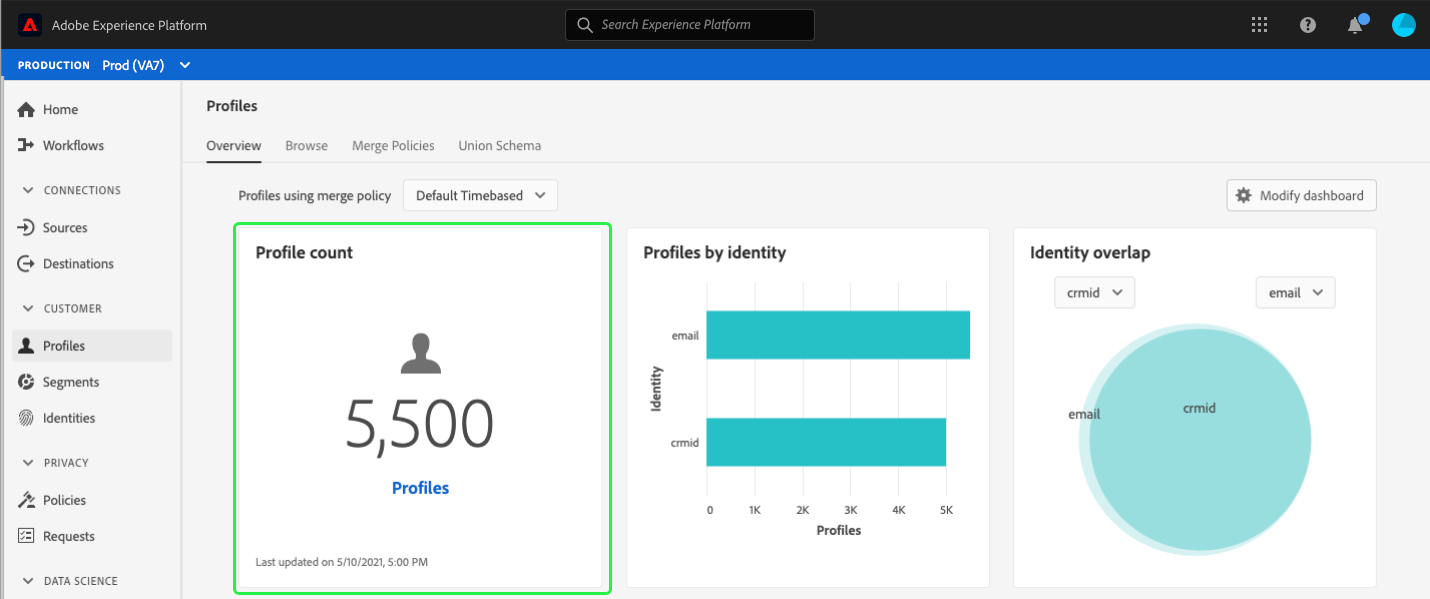 Adobe Experience Platform
Search Experience Platform
PRODUCTION Prod (VA7)
Home
Workflows
CONNECTIONS
Sources
Destinations
CUSTOMER
Profiles
Segments
Identities
PRIVACY
Policies
Requests
DATA SCIENCE
Profiles
Overview Browse Merge Policies Union Schema
Profiles using merge policy Default Timebased
Modify dashboard
Profile count
5,500
Profiles
Last updated on 5/10/2021, 5:00 PM
Profiles by identity
Identity
email
crmid
0 1K 2K 3K 4K 5K
Profiles
Identity overlap
crmid email
email crmid